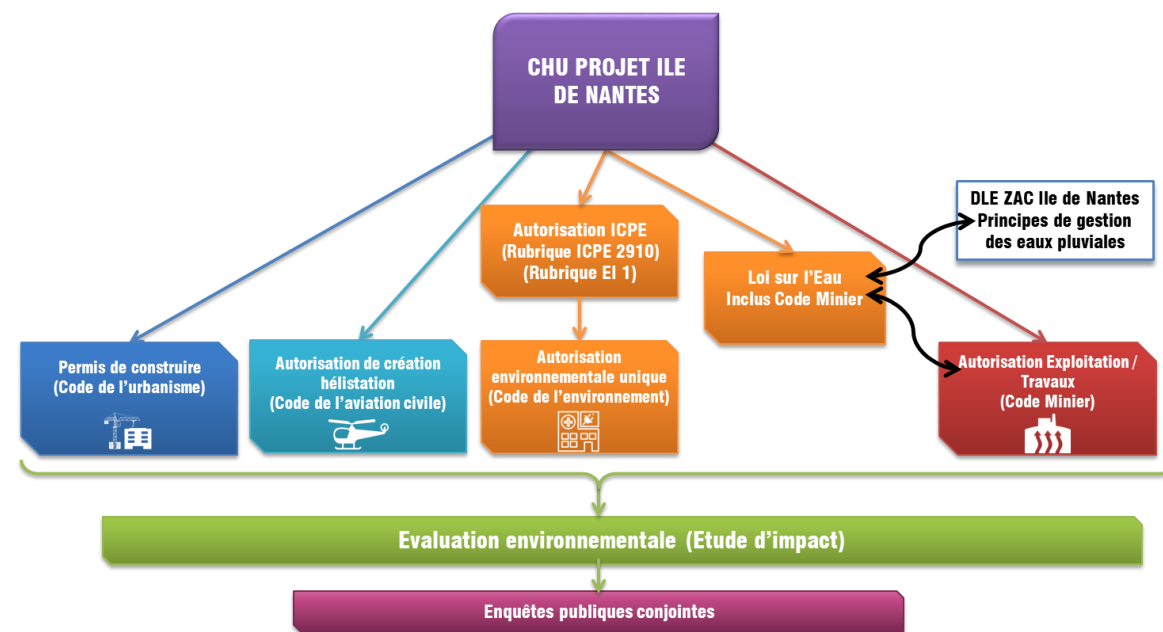 CHU PROJET ILE
DE NANTES
DLE ZAC Ile de Nantes
Principes de gestion
des eaux pluviales
Autorisation ICPE
(Rubrique ICPE 2910)
(Rubrique EI 1)
Loi sur l’Eau
Inclus Code Minier
Permis de construire
(Code de l’urbanisme)
Autorisation de création
hélistation
(Code de l’aviation civile)
Autorisation
environnementale unique
(Code de l’environnement)
Autorisation Exploitation /
Travaux
(Code Minier)
Evaluation environnementale (Etude d’impact)
Enquêtes publiques conjointes